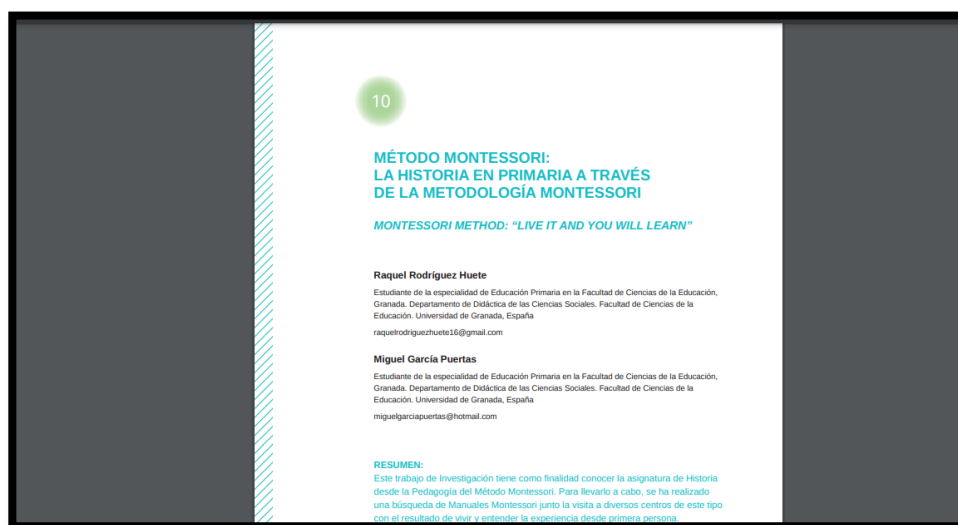 10
MÉTODO MONTESSORI:
LA HISTORIA EN PRIMARIA A TRAVÉS
DE LA METODOLOGÍA MONTESSORI
MONTESSORI METHOD: “LIVE IT AND YOU WILL LEARN”
Raquel Rodríguez Huete
Estudiante de la especialidad de Educación Primaria en la Facultad de Ciencias de la Educación,
Granada. Departamento de Didáctica de las Ciencias Sociales. Facultad de Ciencias de la
Educación. Universidad de Granada, España
raquelrodriguezhuete16@gmail.com
Miguel García Puertas
Estudiante de la especialidad de Educación Primaria en la Facultad de Ciencias de la Educación,
Granada. Departamento de Didáctica de las Ciencias Sociales. Facultad de Ciencias de la
Educación. Universidad de Granada, España
miguelgarciapuertas@hotmail.com
RESUMEN:
Este trabajo de Investigación tiene como finalidad conocer la asignatura de Historia
desde la Pedagogía del Método Montessori. Para llevarlo a cabo, se ha realizado
una búsqueda de Manuales Montessori junto la visita a diversos centros de este tipo
con el resultado de vivir y entender la experiencia desde primera persona.